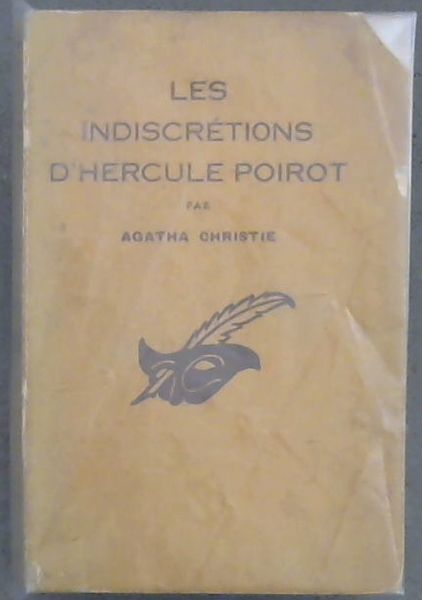 LES
INDISCRÉTIONS
D'HERCULE POIROT
PAR
AGATHA CHRISTIE